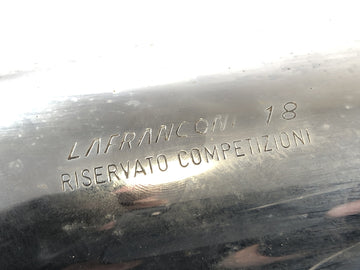 LAFRANCONI 18
RISERVATO COMPETIZIONI